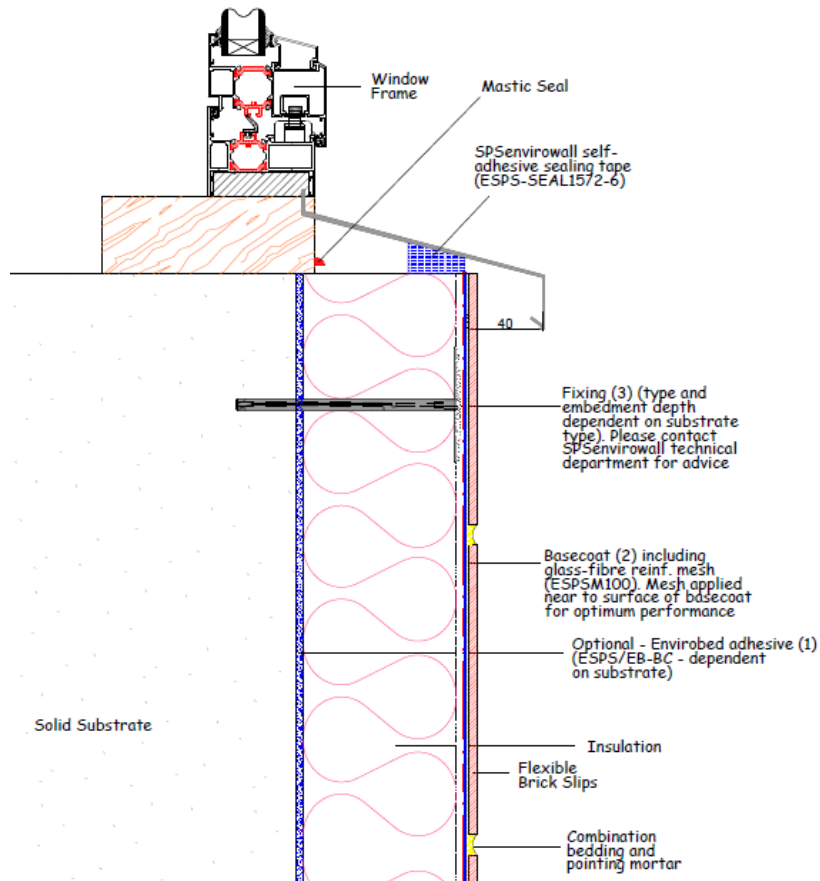 Window
Frame
Mastic Seal
SPSenvirowall self-
adhesive sealing tape
(ESPS-SEAL1572-6)
40
Fixing (3) (type and
embedment depth
dependent on substrate
type). Please contact
SPSenvirowall technical
department for advice
Basecoat (2) including
glass-fibre reinf. mesh
(ESPSM100). Mesh applied
near to surface of basecoat
for optimum performance
Optional - Envirobed adhesive (1)
(ESPS/EB-BC - dependent
on substrate)
Solid Substrate
Insulation
Flexible
Brick Slips
Combination
bedding and
pointing mortar